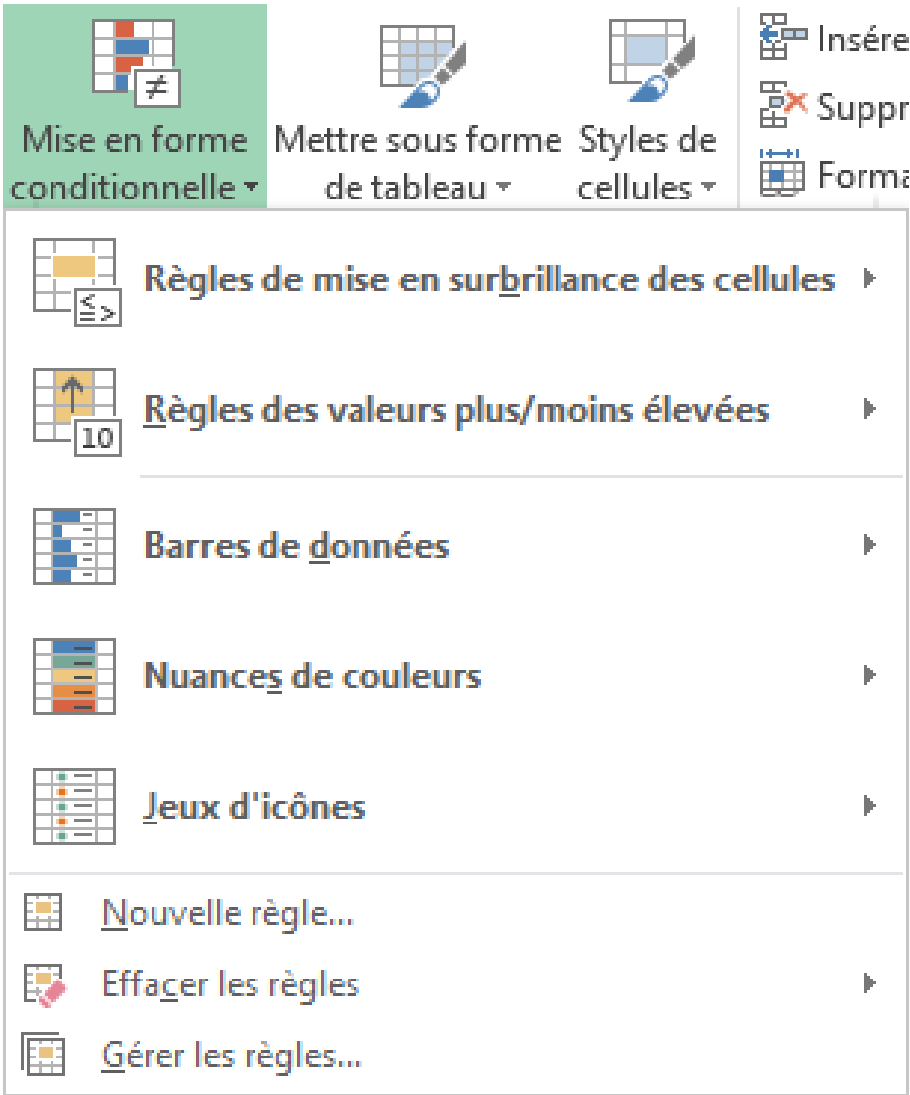 Mise en forme
conditionnelle
Mettre sous forme
de tableau
Styles de
cellules
Insére
Suppr
Forma
≠
Règles de mise en surbrillance des cellules
Règles des valeurs plus/moins élevées
10
Barres de données
Nuances de couleurs
Jeux d'icônes
Nouvelle règle...
Effacer les règles
Gérer les règles...